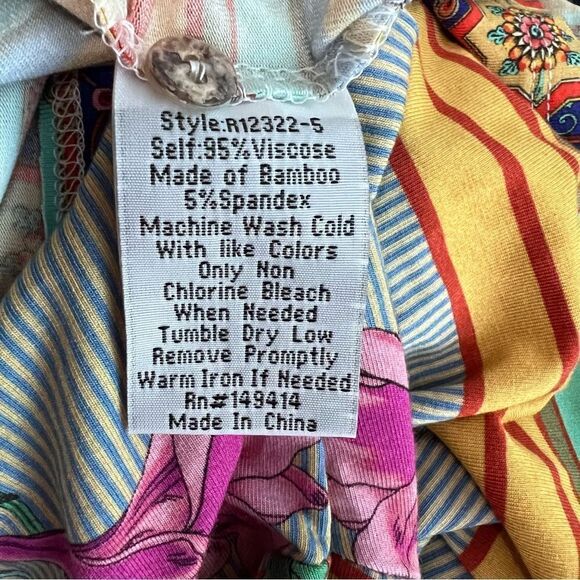 Style:R12322-5
Self:95%Viscose
Made of Bamboo
5%Spandex
Machine Wash Cold
With like Colors
Only Non
Chlorine Bleach
When Needed
Tumble Dry Low
Remove Promptly
Warm Iron If Needed
Rn#149414
Made In China